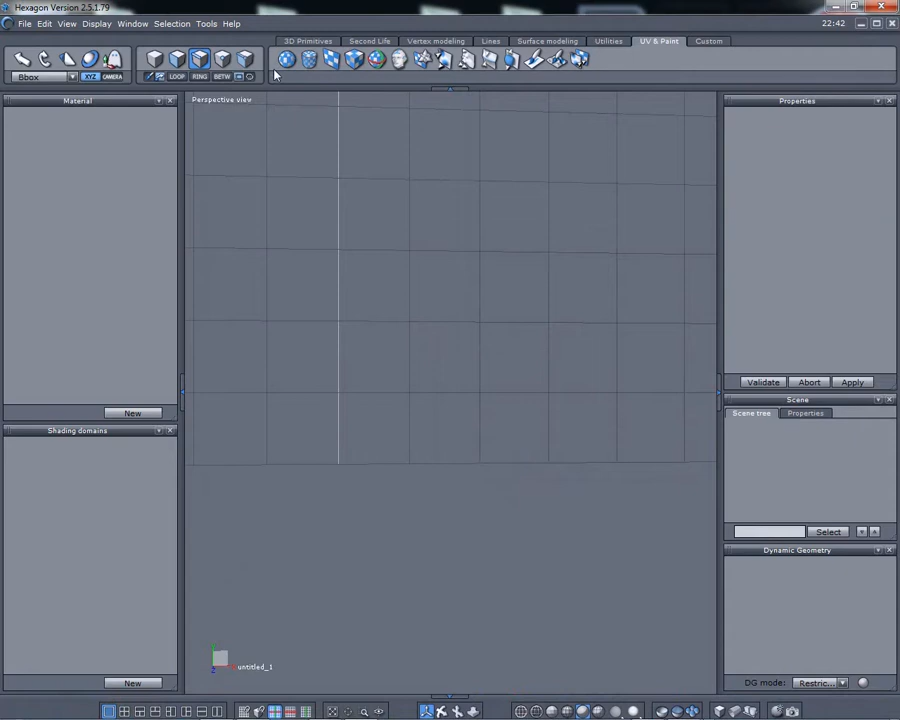 Hexagon Version 2.5.1.79
File Edit View Display Window Selection Tools Help 22:42
3D Primitives Second Life Vertex modeling Lines Surface modeling Utilities UV & Paint Custom
Bbox XYZ CAMERA LOOP RING BETW
Material Perspective view Properties
Validate Abort Apply
Scene
Scene tree Properties
New
Shading domains
Select
Dynamic Geometry
untitled_1
New DG mode: Restric...